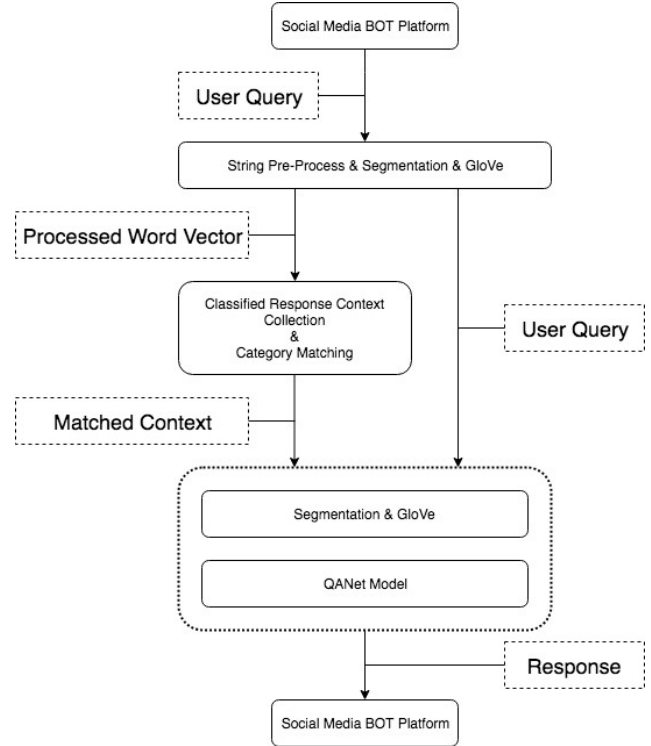 Social Media BOT Platform
User Query
String Pre-Process & Segmentation & GloVe
Processed Word Vector
Classified Response Context
Collection
&
Category Matching
User Query
Matched Context
Segmentation & GloVe
QANet Model
Response
Social Media BOT Platform